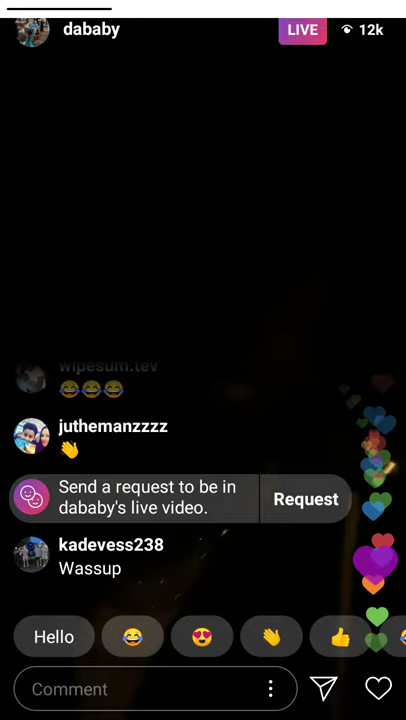 dababy
LIVE
12k
wipesum.tev
😂😂😂
juthemanzzzz
👋
Send a request to be in
dababy's live video.
Request
kadevess238
Wassup
Hello 😂 😍 👋 👍 😂
Comment